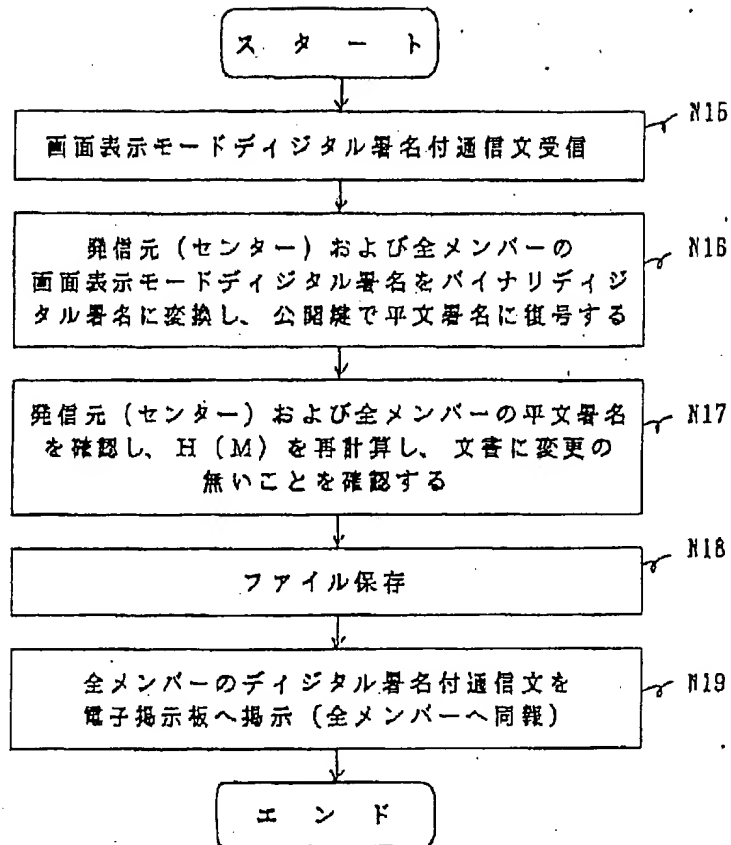 スタート
N15
画面表示モードディジタル署名付通信文受信
発信元(センター)および全メンバーの
N16
画面表示モードディジタル署名をバイナリディジ
タル署名に変換し、公開鍵で平文署名に復号する
発信元(センター)および全メンバーの平文署名
N17
を確認し、H(M)を再計算し、文書に変更の
無いことを確認する
N18
ファイル保存
全メンバーのディジタル署名付通信文を
N19
電子掲示板へ掲示(全メンバーへ同報)
エンド